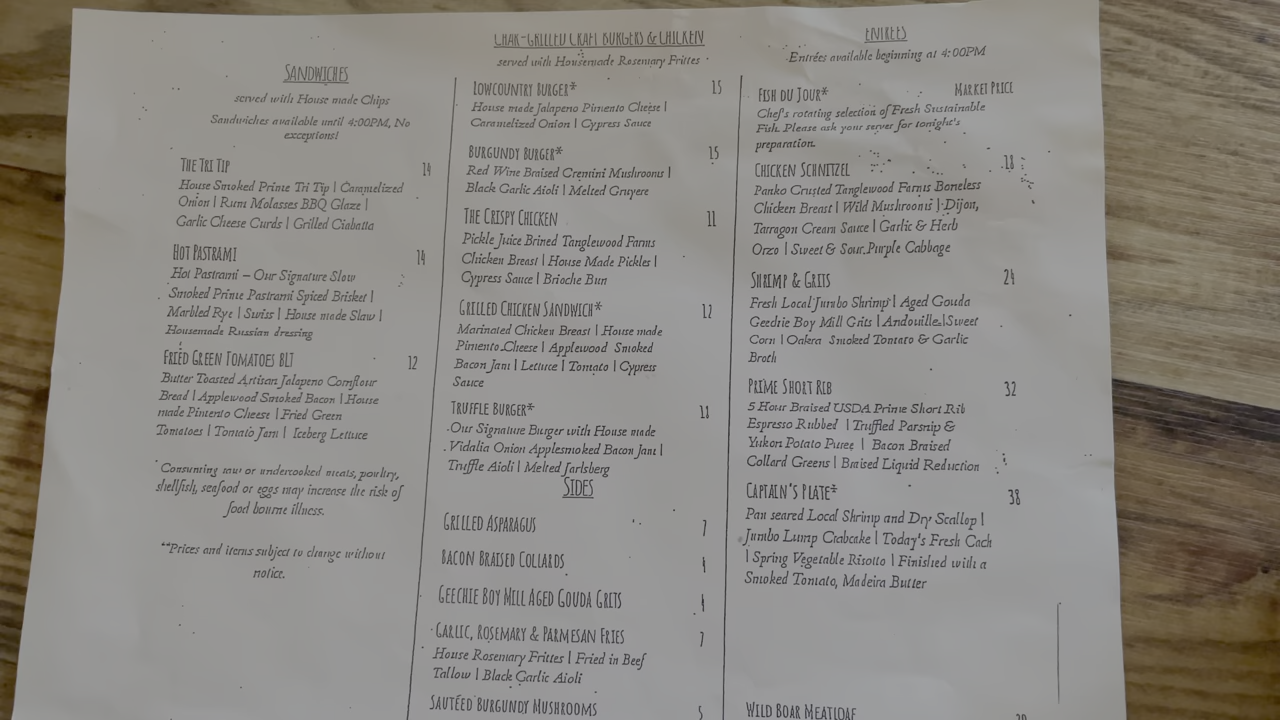 SANDWICHES
served with House made Chips
Sandwiches available until 4:00PM, No
exceptions!
THE TRI TIP 14
House Smoked Prime Tri Tip | Caramelized
Onion | Rum Molasses BBQ Glaze |
Garlic Cheese Curds | Grilled Ciabatta
HOT PASTRAMI 14
Hot Pastrami – Our Signature Slow
Smoked Prime Pastrami Spiced Brisket |
Marbled Rye | Swiss | House made Slaw |
Housemade Russian dressing
FRIED GREEN TOMATOES BLT 12
Butter Toasted Artisan Jalapeno Cornflour
Bread | Applewood Smoked Bacon | House
made Pimento Cheese | Fried Green
Tomatoes | Tomato Jam | Iceberg Lettuce
*Consuming raw or undercooked meats, poultry,
shellfish, seafood or eggs may increase the risk of
food bourne illness.
**Prices and items subject to change without
notice.
CHAR-GRILLED CRAFT BURGERS & CHICKEN
served with Housemade Rosemary Frittes
LOWCOUNTRY BURGER* 15
House made Jalapeno Pimento Cheese |
Caramelized Onion | Cypress Sauce
BURGUNDY BURGER* 15
Red Wine Braised Cremini Mushrooms |
Black Garlic Aioli | Melted Gruyere
THE CRISPY CHICKEN 11
Pickle Juice Brined Tanglewood Farms
Chicken Breast | House Made Pickles |
Cypress Sauce | Brioche Bun
GRILLED CHICKEN SANDWICH* 12
Marinated Chicken Breast | House made
Pimento Cheese | Applewood Smoked
Bacon Jam | Lettuce | Tomato | Cypress
Sauce
TRUFFLE BURGER*
Our Signature Burger with House made
Vidalia Onion Applesmoked Bacon Jam |
Truffle Aioli | Melted Jarlsberg
SIDES
GRILLED ASPARAGUS 7
BACON BRAISED COLLARDS
GEECHIE BOY MILL AGED GOUDA GRITS
GARLIC, ROSEMARY & PARMESAN FRIES 7
House Rosemary Frittes | Fried in Beef
Tallow | Black Garlic Aioli
SAUTÉED BURGUNDY MUSHROOMS 5
ENTREES
Entrées available beginning at 4:00PM
FISH DU JOUR* MARKET PRICE
Chef's rotating selection of Fresh Sustainable
Fish. Please ask your server for tonight's
preparation.
CHICKEN SCHNITZEL 18
Panko Crusted Tanglewood Farms Boneless
Chicken Breast | Wild Mushrooms | Dijon,
Tarragon Cream Sauce | Garlic & Herb
Orzo | Sweet & Sour Purple Cabbage
SHRIMP & GRITS 24
Fresh Local Jumbo Shrimp | Aged Gouda
Geechie Boy Mill Grits | Andouille | Sweet
Corn | Oakra Smoked Tomato & Garlic
Broth
PRIME SHORT RIB 32
5 Hour Braised USDA Prime Short Rib
Espresso Rubbed | Truffled Parsnip &
Yukon Potato Puree | Bacon Braised
Collard Greens | Braised Liquid Reduction
CAPTAIN'S PLATE* 38
Pan seared Local Shrimp and Dry Scallop |
Jumbo Lump Crabcake | Today's Fresh Cach
| Spring Vegetable Risotto | Finished with a
Smoked Tomato, Madeira Butter
WILD BOAR MEATLOAF